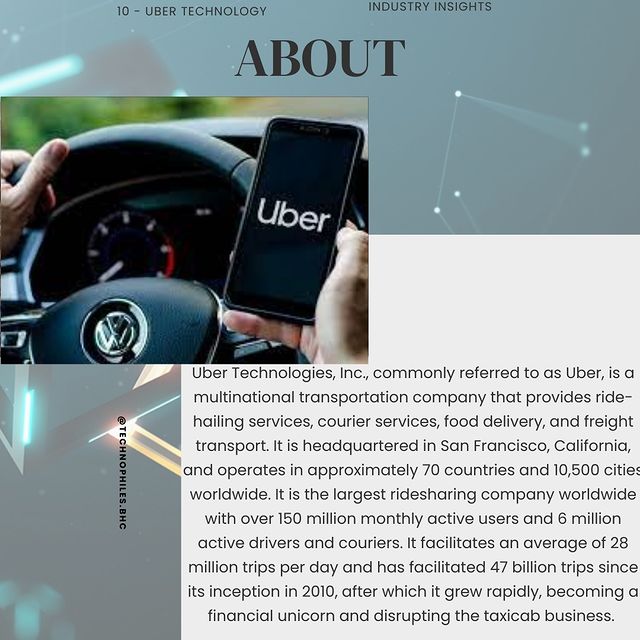 10 - UBER TECHNOLOGY
INDUSTRY INSIGHTS
ABOUT
Uber
Uber Technologies, Inc., commonly referred to as Uber, is a
multinational transportation company that provides ride-
hailing services, courier services, food delivery, and freight
transport. It is headquartered in San Francisco, California,
and operates in approximately 70 countries and 10,500 cities
worldwide. It is the largest ridesharing company worldwide
with over 150 million monthly active users and 6 million
active drivers and couriers. It facilitates an average of 28
million trips per day and has facilitated 47 billion trips since
its inception in 2010, after which it grew rapidly, becoming a
financial unicorn and disrupting the taxicab business.
@TECHNOPHILES.BHC